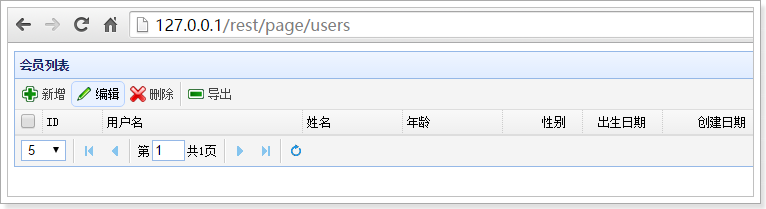 127.0.0.1/rest/page/users
会员列表
新增 编辑 删除 导出
ID 用户名 姓名 年龄 性别 出生日期 创建日期
5 第 1 共1页